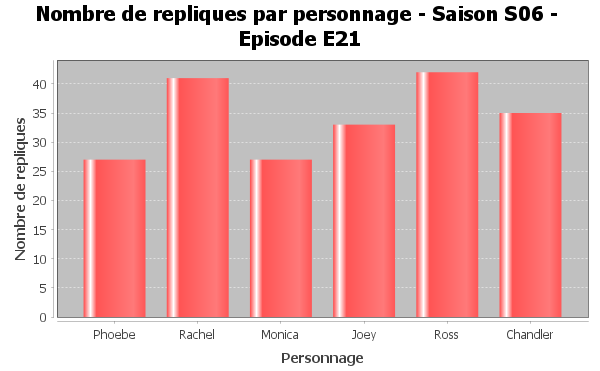 Nombre de repliques par personnage - Saison S06 -
Episode E21
Nombre de repliques
40
35
30
25
20
15
10
5
0
Phoebe Rachel Monica Joey Ross Chandler
Personnage